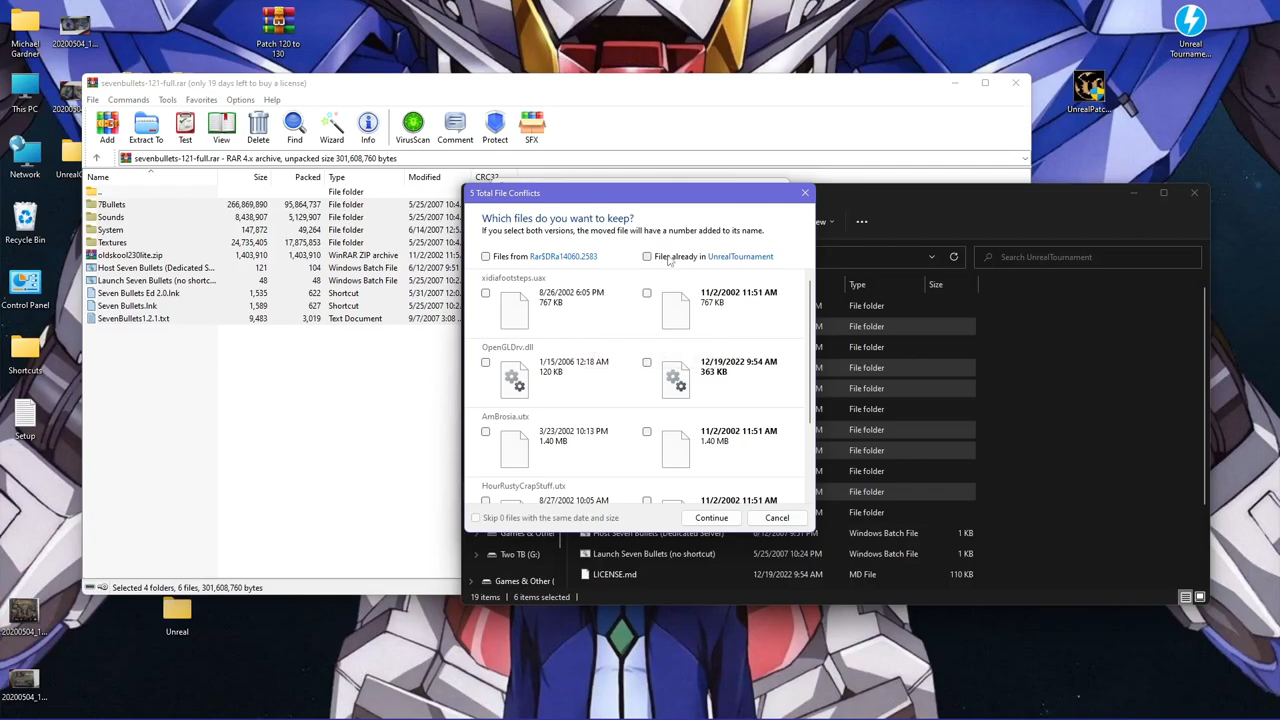 Michael
Gardner
20200504_1...
Patch 120 to
130
Unreal
Tourname...
This PC
2020050
UnrealPatc...
Network
UnrealG
Recycle Bin
Control Panel
Shortcuts
Setup
20200504_1...
Unreal
20200504_1...
sevenbullets-121-full.rar (only 19 days left to buy a license)
File Commands Tools Favorites Options Help
Add Extract To Test View Delete Find Wizard Info VirusScan Comment Protect SFX
sevenbullets-121-full.rar - RAR 4.x archive, unpacked size 301,608,760 bytes
Name Size Packed Type Modified CRC32
.. File folder
7Bullets 266,869,890 95,864,737 File folder 5/25/2007 10:4...
Sounds 8,438,907 5,129,907 File folder 5/25/2007 10:4...
System 147,872 49,264 File folder 6/14/2007 12:5...
Textures 24,735,405 17,875,853 File folder 5/25/2007 10:4...
oldskool230lite.zip 1,403,910 1,403,910 WinRAR ZIP archive 5/25/2007 10:5...
Host Seven Bullets (Dedicated S... 121 104 Windows Batch File
Launch Seven Bullets (no shortc... Windows Batch File 5/25/2007 10:2...
Seven Bullets Ed 2.0.lnk 1,535 622 Shortcut
Seven Bullets.lnk 1,589 627 Shortcut
SevenBullets1.2.1.txt 9,483 3,019 Text Document 9/7/2007 3:08 ...
Selected 4 folders, 6 files, 301,608,760 bytes
5 Total File Conflicts
Which files do you want to keep?
If you select both versions, the moved file will have a number added to its name.
Files from Rar$DRa14060.2583
Files already in UnrealTournament
xidiafootsteps.uax
8/26/2002 6:05 PM
767 KB
11/2/2002 11:51 AM
767 KB
OpenGLDrv.dll
1/15/2006 12:18 AM
120 KB
12/19/2022 9:54 AM
363 KB
AmBrosia.utx
3/23/2002 10:13 PM
1.40 MB
11/2/2002 11:51 AM
1.40 MB
HourRustyCrapStuff.utx
8/27/2002 10:05 AM
11/2/2002 11:51 AM
Skip 0 files with the same date and size
Continue
Cancel
ew
Search UnrealTournament
Type Size
File folder
File folder
File folder
File folder
File folder
File folder
File folder
File folder
File folder
File folder
File folder
Host Seven Bullets (Dedicated Server) 6/12/2007 9:51 PM Windows Batch File 1 KB
Launch Seven Bullets (no shortcut) 5/25/2007 10:24 PM Windows Batch File 1 KB
LICENSE.md 12/19/2022 9:54 AM MD File 110 KB
Games & Other (
Two TB (G:)
Games & Other (
19 items 6 items selected